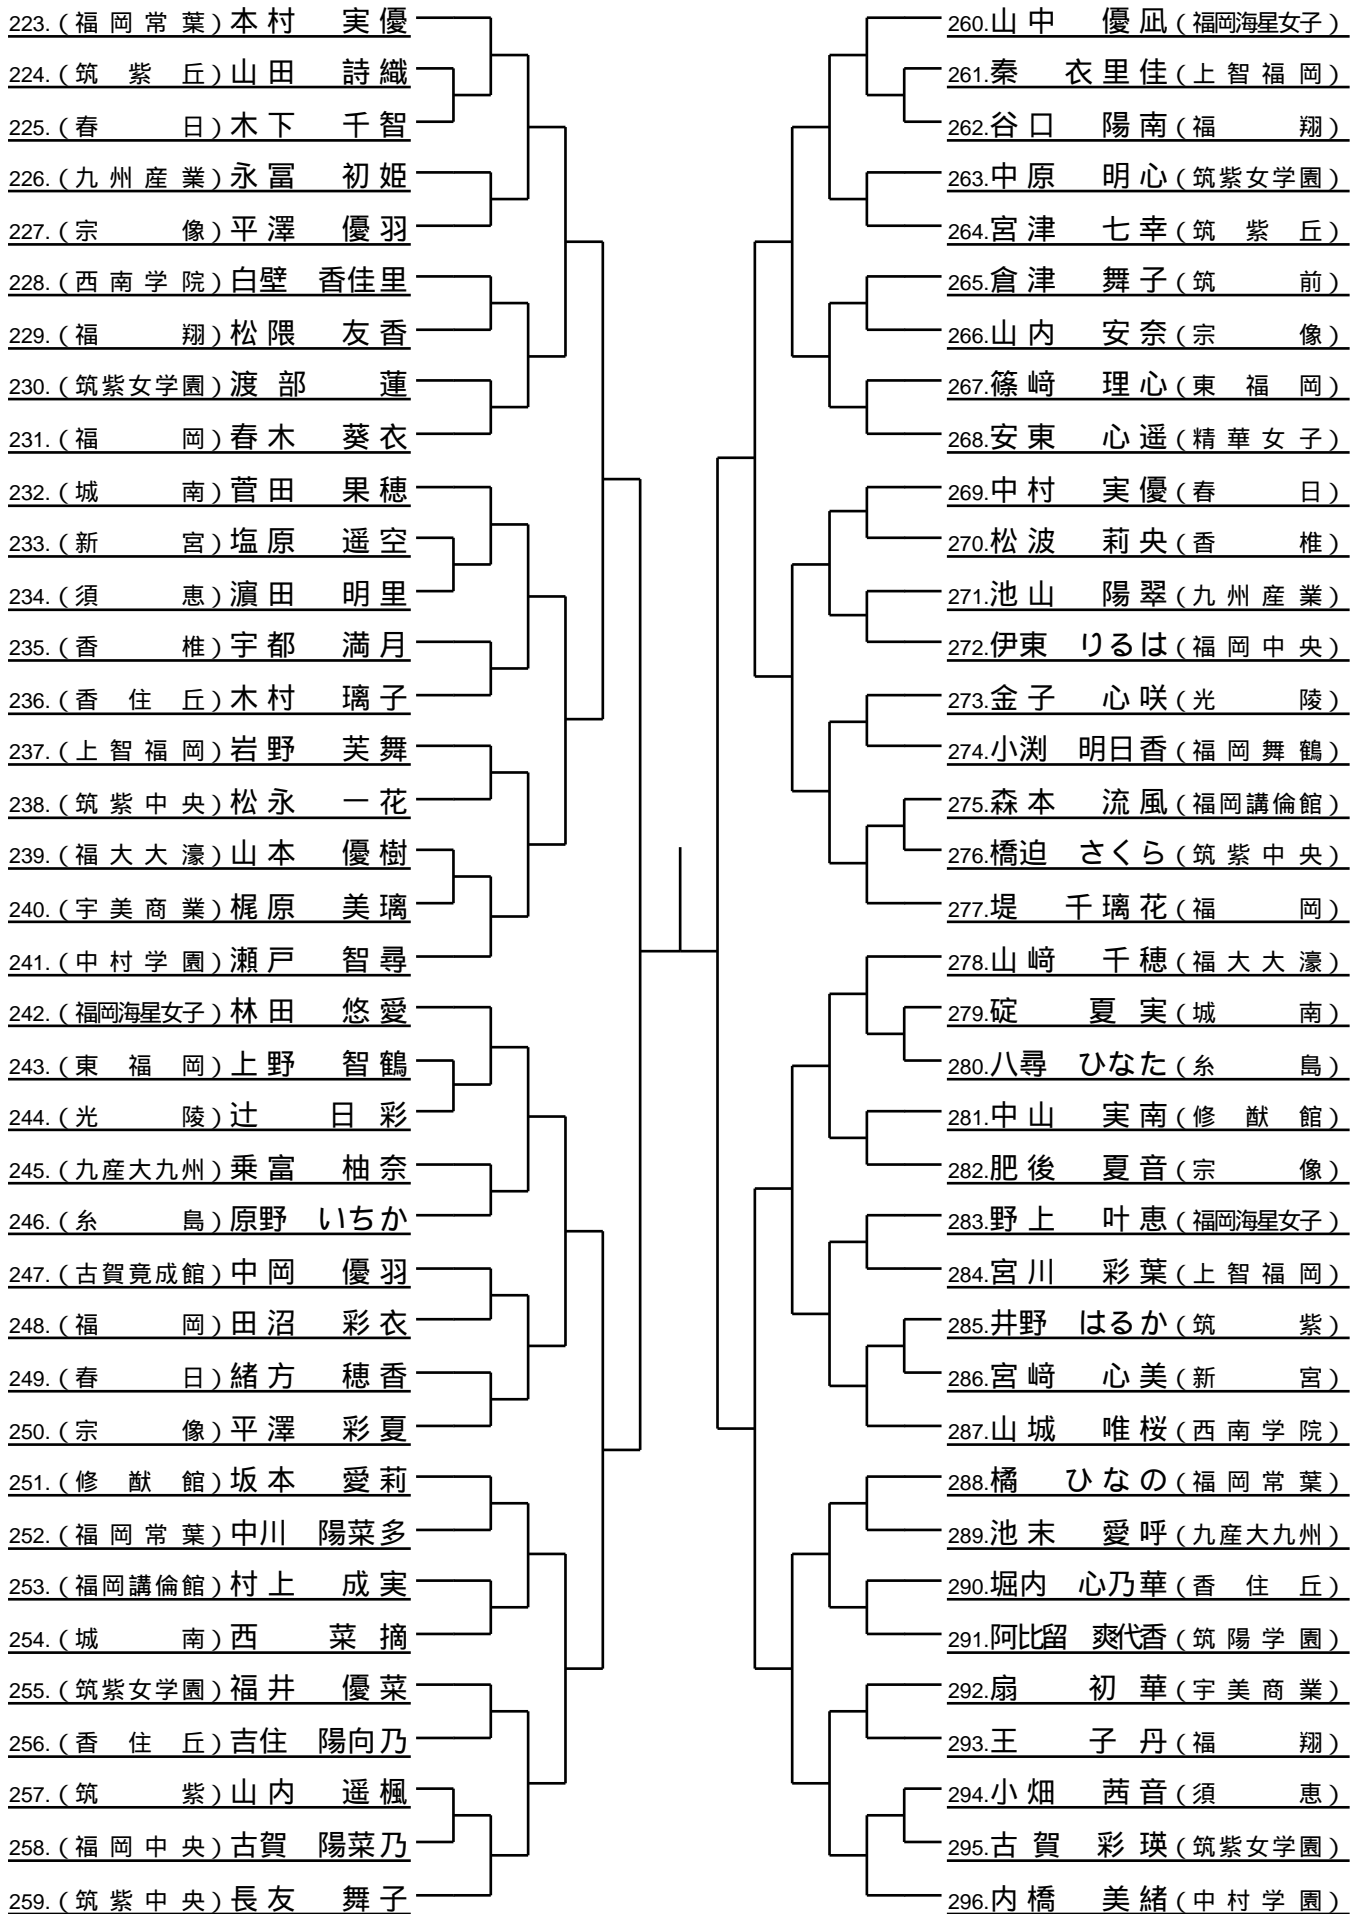 223.(福岡常葉)本村 実優
224.(筑紫丘)山田 詩織
225.(春日)木下 千智
226.(九州産業)永冨 初姫
227.(宗像)平澤 優羽
228.(西南学院)白壁 香佳里
229.(福翔)松隈 友香
230.(筑紫女学園)渡部 蓮
231.(福岡)春木 葵衣
232.(城南)菅田 果穂
233.(新宮)塩原 遥空
234.(須恵)濵田 明里
235.(香椎)宇都 満月
236.(香住丘)木村 璃子
237.(上智福岡)岩野 芙舞
238.(筑紫中央)松永 一花
239.(福大大濠)山本 優樹
240.(宇美商業)梶原 美璃
241.(中村学園)瀬戸 智尋
242.(福岡海星女子)林田 悠愛
243.(東福岡)上野 智鶴
244.(光陵)辻 日彩
245.(九産大九州)乗富 柚奈
246.(糸島)原野 いちか
247.(古賀竟成館)中岡 優羽
248.(福岡)田沼 彩衣
249.(春日)緒方 穂香
250.(宗像)平澤 彩夏
251.(修猷館)坂本 愛莉
252.(福岡常葉)中川 陽菜多
253.(福岡講倫館)村上 成実
254.(城南)西 菜摘
255.(筑紫女学園)福井 優菜
256.(香住丘)吉住 陽向乃
257.(筑紫)山内 遥楓
258.(福岡中央)古賀 陽菜乃
259.(筑紫中央)長友 舞子
260.山中 優凪(福岡海星女子)
261.秦 衣里佳(上智福岡)
262.谷口 陽南(福翔)
263.中原 明心(筑紫女学園)
264.宮津 七幸(筑紫丘)
265.倉津 舞子(筑前)
266.山内 安奈(宗像)
267.篠﨑 理心(東福岡)
268.安東 心遥(精華女子)
269.中村 実優(春日)
270.松波 莉央(香椎)
271.池山 陽翠(九州産業)
272.伊東 りるは(福岡中央)
273.金子 心咲(光陵)
274.小渕 明日香(福岡舞鶴)
275.森本 流風(福岡講倫館)
276.橋迫 さくら(筑紫中央)
277.堤 千璃花(福岡)
278.山﨑 千穂(福大大濠)
279.碇 夏実(城南)
280.八尋 ひなた(糸島)
281.中山 実南(修猷館)
282.肥後 夏音(宗像)
283.野上 叶恵(福岡海星女子)
284.宮川 彩葉(上智福岡)
285.井野 はるか(筑紫)
286.宮﨑 心美(新宮)
287.山城 唯桜(西南学院)
288.橘 ひなの(福岡常葉)
289.池末 愛呼(九産大九州)
290.堀内 心乃華(香住丘)
291.阿比留 爽代香(筑陽学園)
292.扇 初華(宇美商業)
293.王 子丹(福翔)
294.小畑 茜音(須恵)
295.古賀 彩瑛(筑紫女学園)
296.内橋 美緒(中村学園)